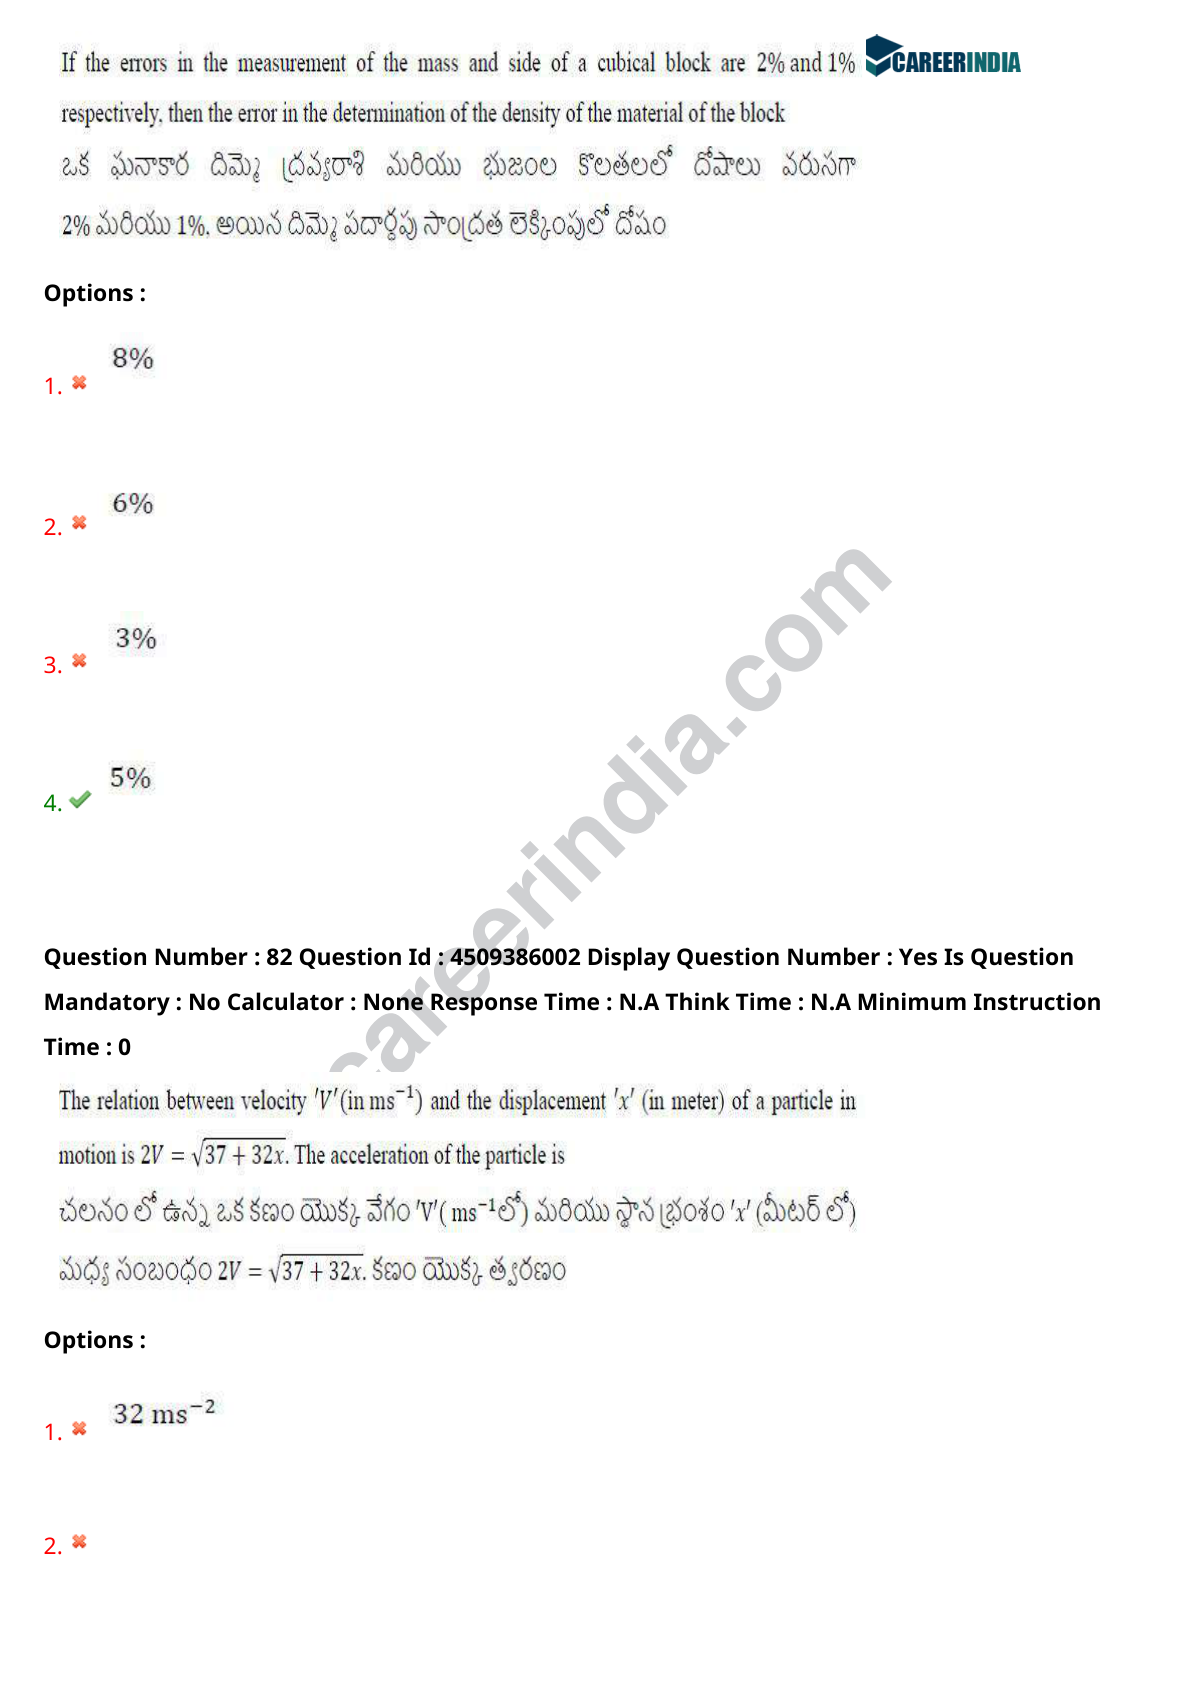 If the errors in the measurement of the mass and side of a cubical block are 2% and 1%
CAREERINDIA
respectively, then the error in the determination of the density of the material of the block
ఒక ఘనాకార దిమ్మె ద్రవ్యరాశి మరియు భుజంల కొలతలలో దోషాలు వరుసగా
2% మరియు 1%, అయిన దిమ్మె పదార్థపు సాంద్రత లెక్కింపులో దోషం
Options :
8%
1.
6%
2.
3%
3.
5%
4.
careerindia.com
Question Number : 82 Question Id : 4509386002 Display Question Number : Yes Is Question
Mandatory : No Calculator : None Response Time : N.A Think Time : N.A Minimum Instruction
Time : 0
The relation between velocity 'V'(in ms⁻¹) and the displacement 'x' (in meter) of a particle in
motion is 2V = √37 + 32x. The acceleration of the particle is
చలనం లో ఉన్న ఒక కణం యొక్క వేగం 'V'( ms⁻¹లో) మరియు స్థాన భ్రంశం 'x' (మీటర్ లో)
మధ్య సంబంధం 2V = √37 + 32x. కణం యొక్క త్వరణం
Options :
32 ms⁻²
1.
2.